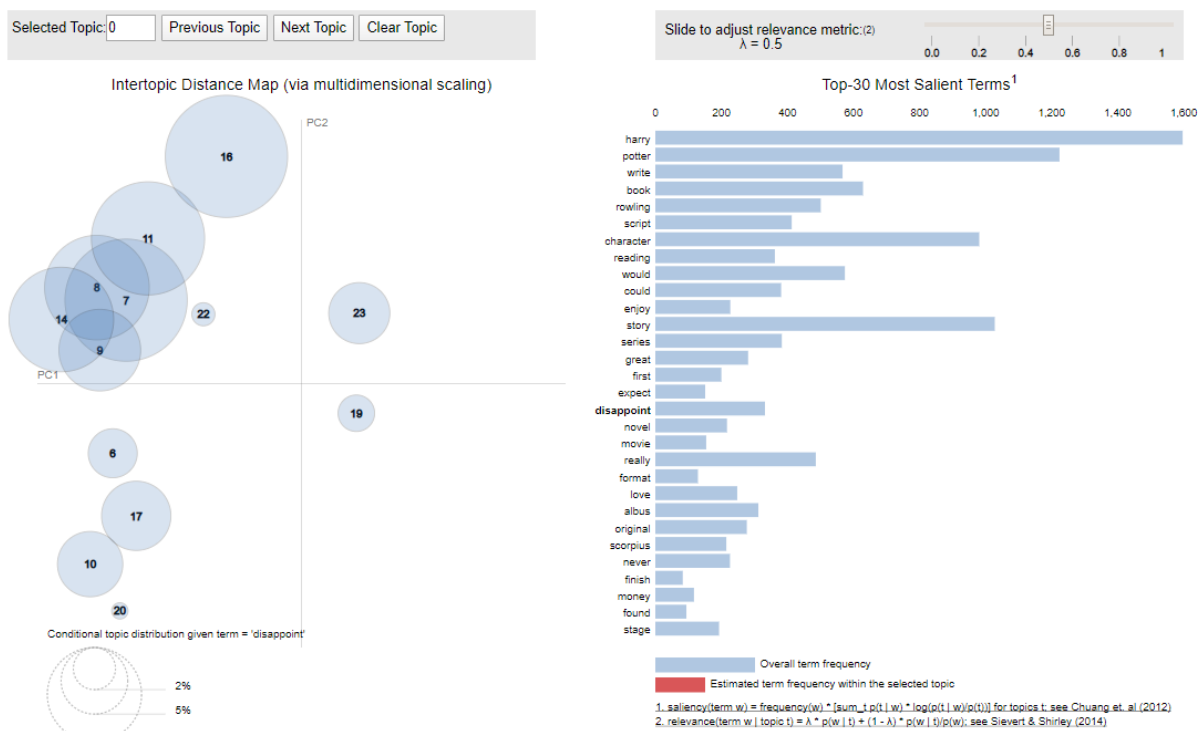 Selected Topic: 0 Previous Topic Next Topic Clear Topic
Slide to adjust relevance metric:(2)
λ = 0.5
0.0 0.2 0.4 0.6 0.8 1
Intertopic Distance Map (via multidimensional scaling)
PC2
PC1
16
11
8
7
14
9
22
23
19
6
17
10
20
Conditional topic distribution given term = 'disappoint'
2%
5%
Top-30 Most Salient Terms1
0 200 400 600 800 1,000 1,200 1,400 1,600
harry
potter
write
book
rowling
script
character
reading
would
could
enjoy
story
series
great
first
expect
disappoint
novel
movie
really
format
love
albus
original
scorpius
never
finish
money
found
stage
Overall term frequency
Estimated term frequency within the selected topic
1. saliency(term w) = frequency(w) * [sum_t p(t | w) * log(p(t | w)/p(t))] for topics t; see Chuang et. al (2012)
2. relevance(term w | topic t) = λ * p(w | t) + (1 - λ) * p(w | t)/p(w); see Sievert & Shirley (2014)